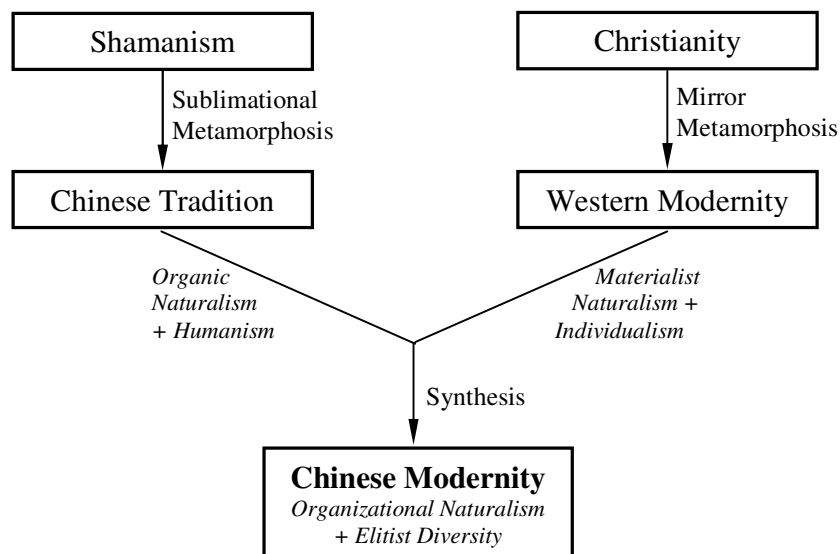 Shamanism
Christianity
Sublimational
Metamorphosis
Mirror
Metamorphosis
Chinese Tradition
Western Modernity
Organic
Naturalism
+ Humanism
Materialist
Naturalism +
Individualism
Synthesis
Chinese Modernity
Organizational Naturalism
+ Elitist Diversity